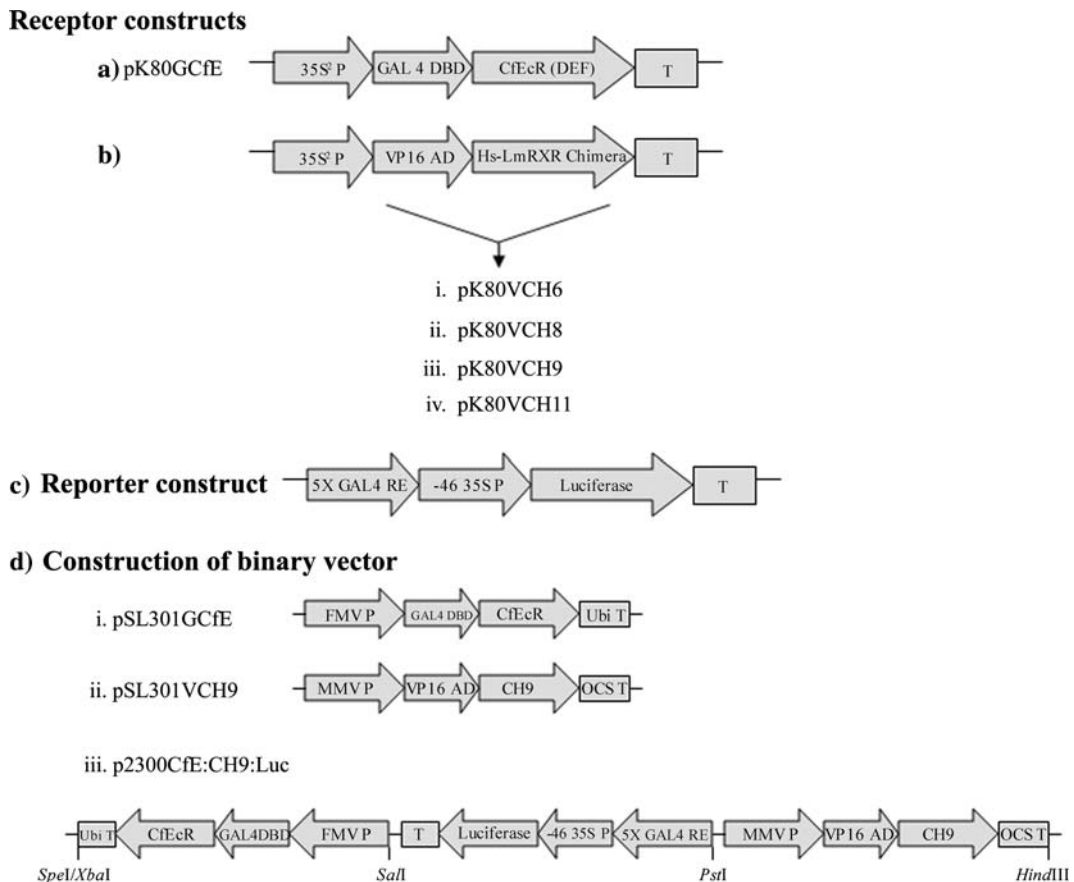 Receptor constructs
a) pK80GCfE
35S² P GAL 4 DBD CfEcR (DEF) T
b)
35S² P VP16 AD Hs-LmRXR Chimera T
i. pK80VCH6
ii. pK80VCH8
iii. pK80VCH9
iv. pK80VCH11
c) Reporter construct
5X GAL4 RE -46 35S P Luciferase T
d) Construction of binary vector
i. pSL301GCfE
FMV P GAL4 DBD CfEcR Ubi T
ii. pSL301VCH9
MMV P VP16 AD CH9 OCS T
iii. p2300CfE:CH9:Luc
Ubi T CfEcR GAL4DBD FMV P T Luciferase -46 35S P 5X GAL4 RE MMV P VP16 AD CH9 OCS T
SpeI/XbaI SalI PstI HindIII